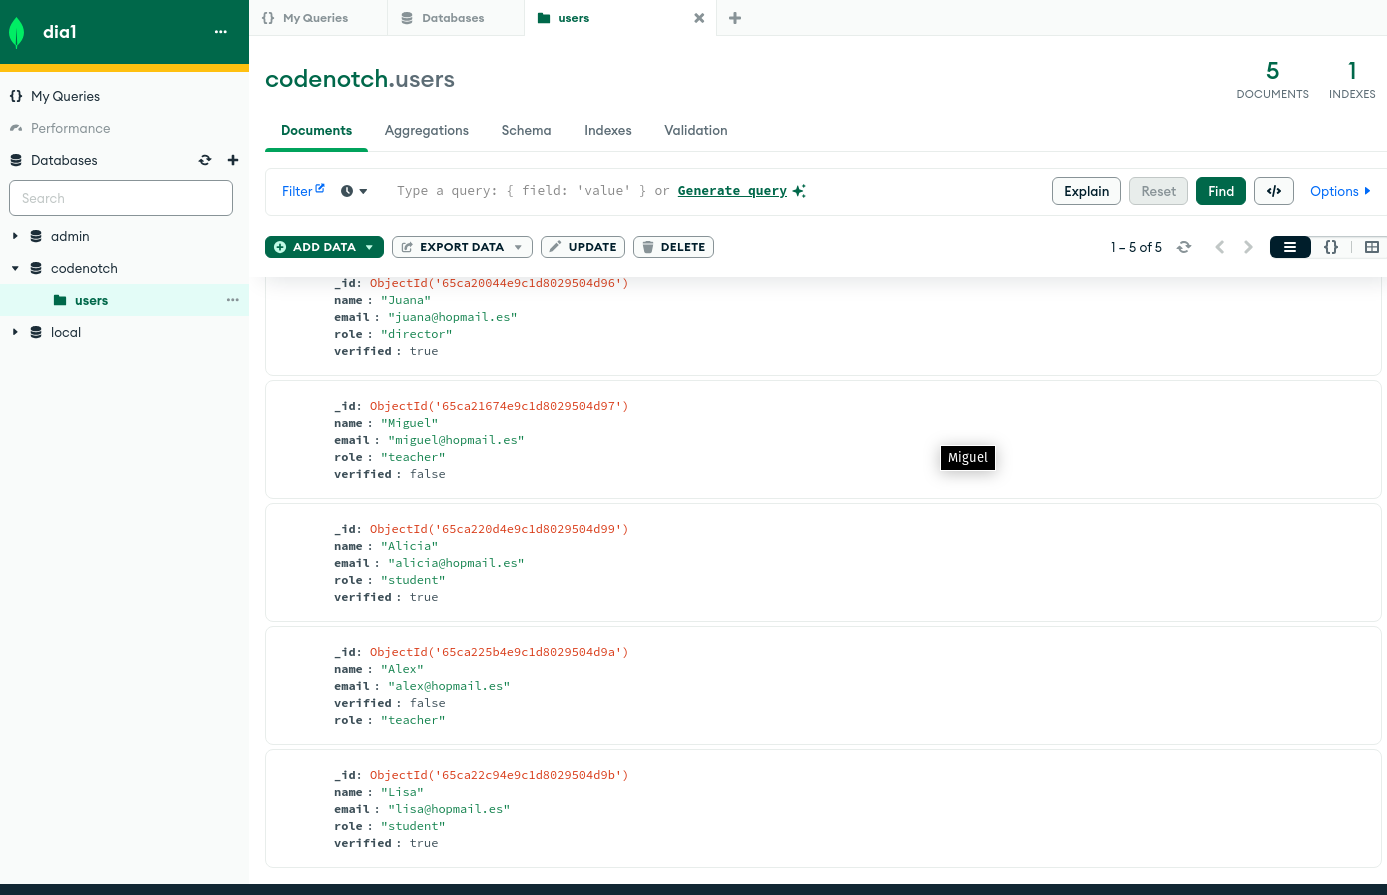 dia1
My Queries
Performance
Databases
Search
admin
codenotch
users
local
My Queries
Databases
users
codenotch.users
5
DOCUMENTS
1
INDEXES
Documents
Aggregations
Schema
Indexes
Validation
Filter
Type a query: { field: 'value' } or Generate query
Explain
Reset
Find
</>
Options
ADD DATA
EXPORT DATA
UPDATE
DELETE
1 – 5 of 5
{}
_id: ObjectId('65ca20044e9c1d8029504d96')
name : "Juana"
email : "juana@hopmail.es"
role : "director"
verified : true
_id: ObjectId('65ca21674e9c1d8029504d97')
name : "Miguel"
email : "miguel@hopmail.es"
role : "teacher"
verified : false
Miguel
_id: ObjectId('65ca220d4e9c1d8029504d99')
name : "Alicia"
email : "alicia@hopmail.es"
role : "student"
verified : true
_id: ObjectId('65ca225b4e9c1d8029504d9a')
name : "Alex"
email : "alex@hopmail.es"
verified : false
role : "teacher"
_id: ObjectId('65ca22c94e9c1d8029504d9b')
name : "Lisa"
email : "lisa@hopmail.es"
role : "student"
verified : true